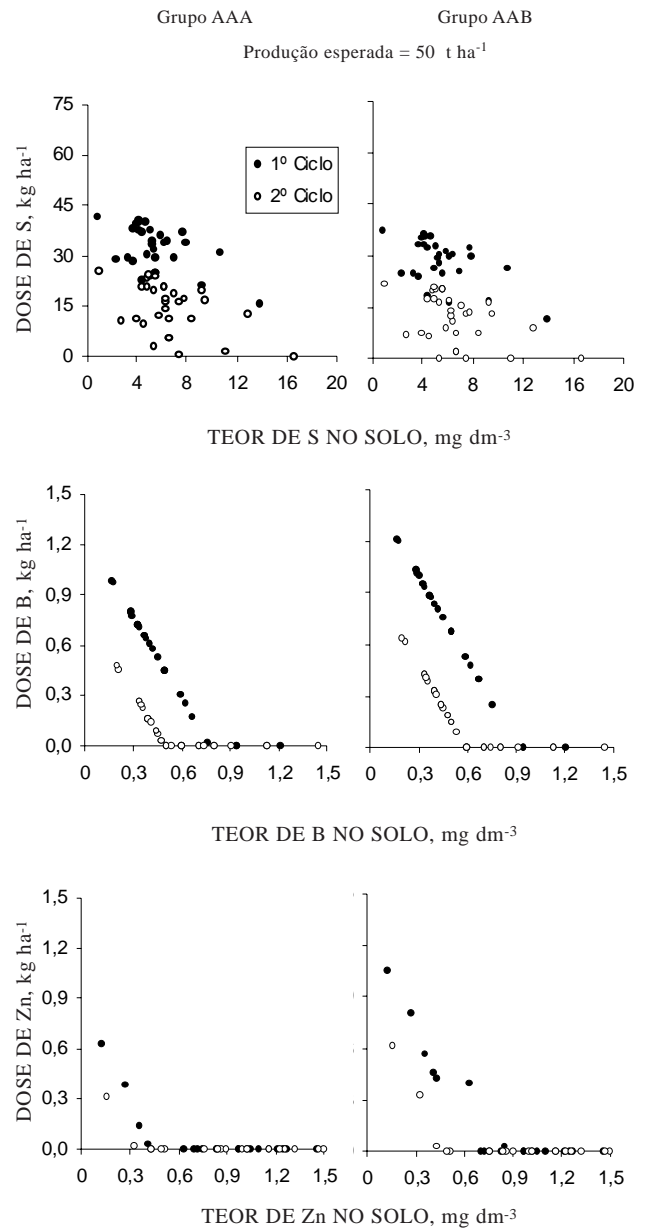 Grupo AAA
Grupo AAB
Produção esperada = 50 t ha-1
DOSE DE S, kg ha-1
75
60
45
30
15
0
● 1º Ciclo
○ 2º Ciclo
0 4 8 12 16 20
0 4 8 12 16 20
TEOR DE S NO SOLO, mg dm-3
DOSE DE B, kg ha-1
1,5
1,2
0,9
0,6
0,3
0,0
0 0,3 0,6 0,9 1,2 1,5
0 0,3 0,6 0,9 1,2 1,5
TEOR DE B NO SOLO, mg dm-3
DOSE DE Zn, kg ha-1
1,5
1,2
0,9
0,6
0,3
0,0
0 0,3 0,6 0,9 1,2 1,5
0 0,3 0,6 0,9 1,2 1,5
TEOR DE Zn NO SOLO, mg dm-3